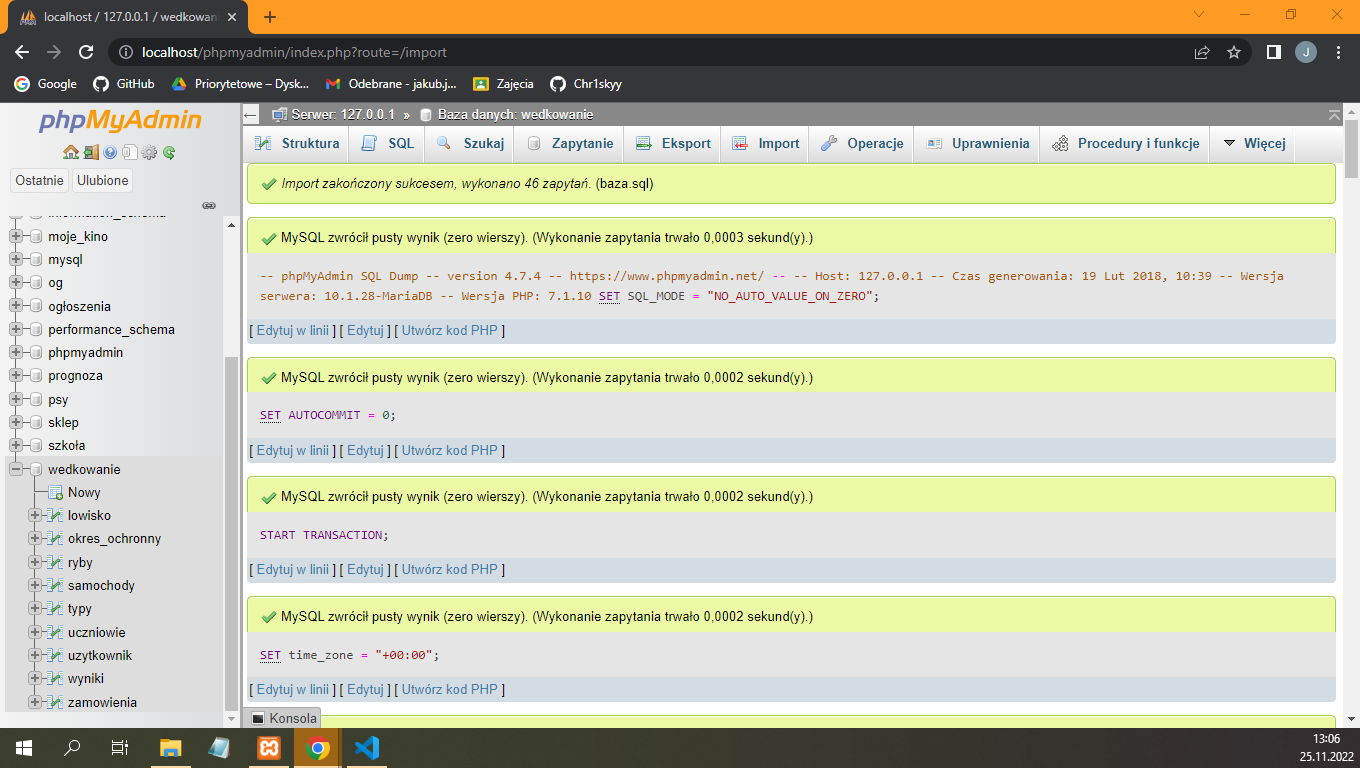 localhost / 127.0.0.1 / wedkowan
localhost/phpmyadmin/index.php?route=/import
J
Google
GitHub
Priorytetowe – Dysk...
Odebrane - jakub.j...
Zajęcia
Chr1skyy
phpMyAdmin
Ostatnie
Ulubione
information_schema
moje_kino
mysql
og
ogłoszenia
performance_schema
phpmyadmin
prognoza
psy
sklep
szkoła
wedkowanie
Nowy
lowisko
okres_ochronny
ryby
samochody
typy
uczniowie
uzytkownik
wyniki
zamowienia
Serwer: 127.0.0.1 » Baza danych: wedkowanie
Struktura
SQL
Szukaj
Zapytanie
Eksport
Import
Operacje
Uprawnienia
Procedury i funkcje
Więcej
Import zakończony sukcesem, wykonano 46 zapytań. (baza.sql)
MySQL zwrócił pusty wynik (zero wierszy). (Wykonanie zapytania trwało 0,0003 sekund(y).)
-- phpMyAdmin SQL Dump -- version 4.7.4 -- https://www.phpmyadmin.net/ -- -- Host: 127.0.0.1 -- Czas generowania: 19 Lut 2018, 10:39 -- Wersja
serwera: 10.1.28-MariaDB -- Wersja PHP: 7.1.10 SET SQL_MODE = "NO_AUTO_VALUE_ON_ZERO";
[ Edytuj w linii ] [ Edytuj ] [ Utwórz kod PHP ]
MySQL zwrócił pusty wynik (zero wierszy). (Wykonanie zapytania trwało 0,0002 sekund(y).)
SET AUTOCOMMIT = 0;
[ Edytuj w linii ] [ Edytuj ] [ Utwórz kod PHP ]
MySQL zwrócił pusty wynik (zero wierszy). (Wykonanie zapytania trwało 0,0002 sekund(y).)
START TRANSACTION;
[ Edytuj w linii ] [ Edytuj ] [ Utwórz kod PHP ]
MySQL zwrócił pusty wynik (zero wierszy). (Wykonanie zapytania trwało 0,0002 sekund(y).)
SET time_zone = "+00:00";
[ Edytuj w linii ] [ Edytuj ] [ Utwórz kod PHP ]
Konsola
13:06
25.11.2022